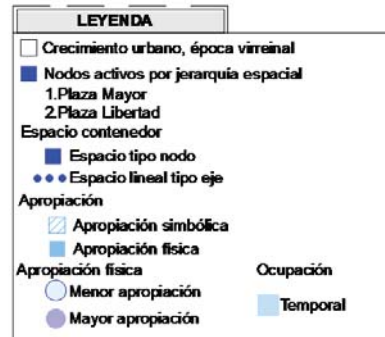 LEYENDA
Crecimiento urbano, época virreinal
Nodos activos por jerarquía espacial
1.Plaza Mayor
2.Plaza Libertad
Espacio contenedor
Espacio tipo nodo
Espacio lineal tipo eje
Apropiación
Apropiación simbólica
Apropiación física
Apropiación física
Menor apropiación
Mayor apropiación
Ocupación
Temporal